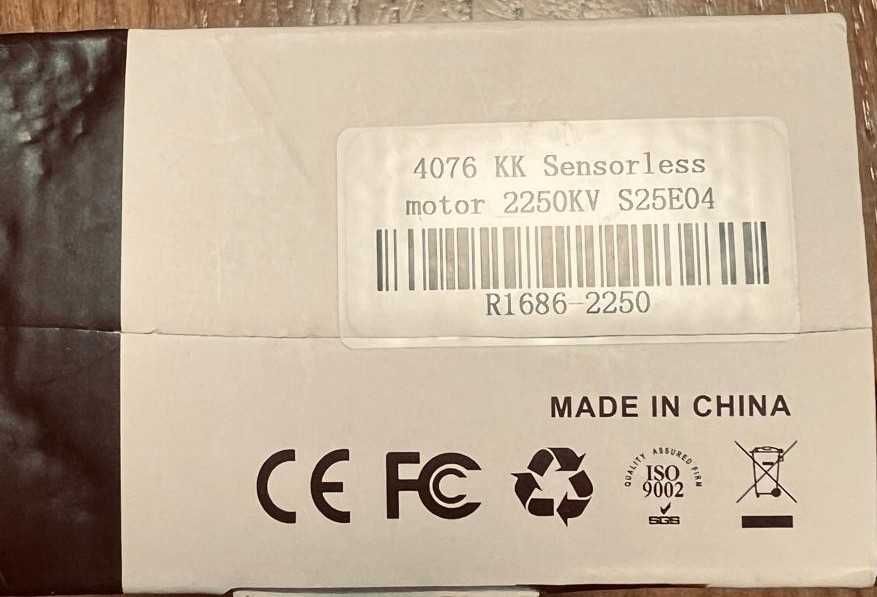 4076 KK Sensorless
motor 2250KV S25E04
R1686-2250
MADE IN CHINA
CE FC
QUALITY ASSURED FIRM
ISO
9002
SGS